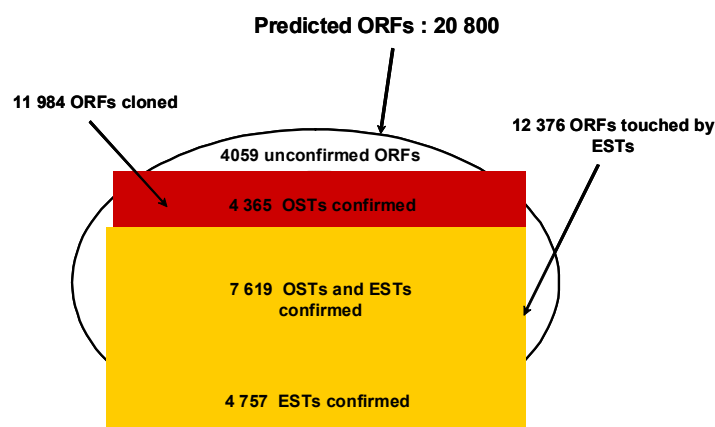 Predicted ORFs : 20 800
11 984 ORFs cloned
12 376 ORFs touched by
ESTs
4059 unconfirmed ORFs
4 365 OSTs confirmed
7 619 OSTs and ESTs
confirmed
4 757 ESTs confirmed